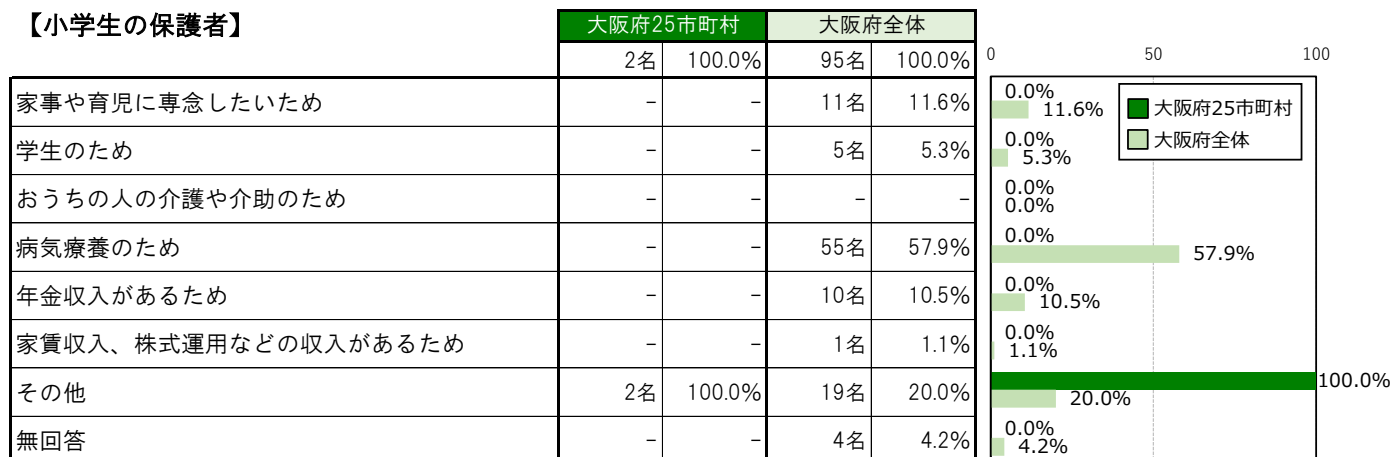 【小学生の保護者】
大阪府25市町村 大阪府全体
2名 100.0% 95名 100.0%
家事や育児に専念したいため － － 11名 11.6%
学生のため － － 5名 5.3%
おうちの人の介護や介助のため － － － －
病気療養のため － － 55名 57.9%
年金収入があるため － － 10名 10.5%
家賃収入、株式運用などの収入があるため － － 1名 1.1%
その他 2名 100.0% 19名 20.0%
無回答 － － 4名 4.2%
0 50 100
大阪府25市町村
大阪府全体
0.0%
11.6%
0.0%
5.3%
0.0%
0.0%
0.0%
57.9%
0.0%
10.5%
0.0%
1.1%
100.0%
20.0%
0.0%
4.2%